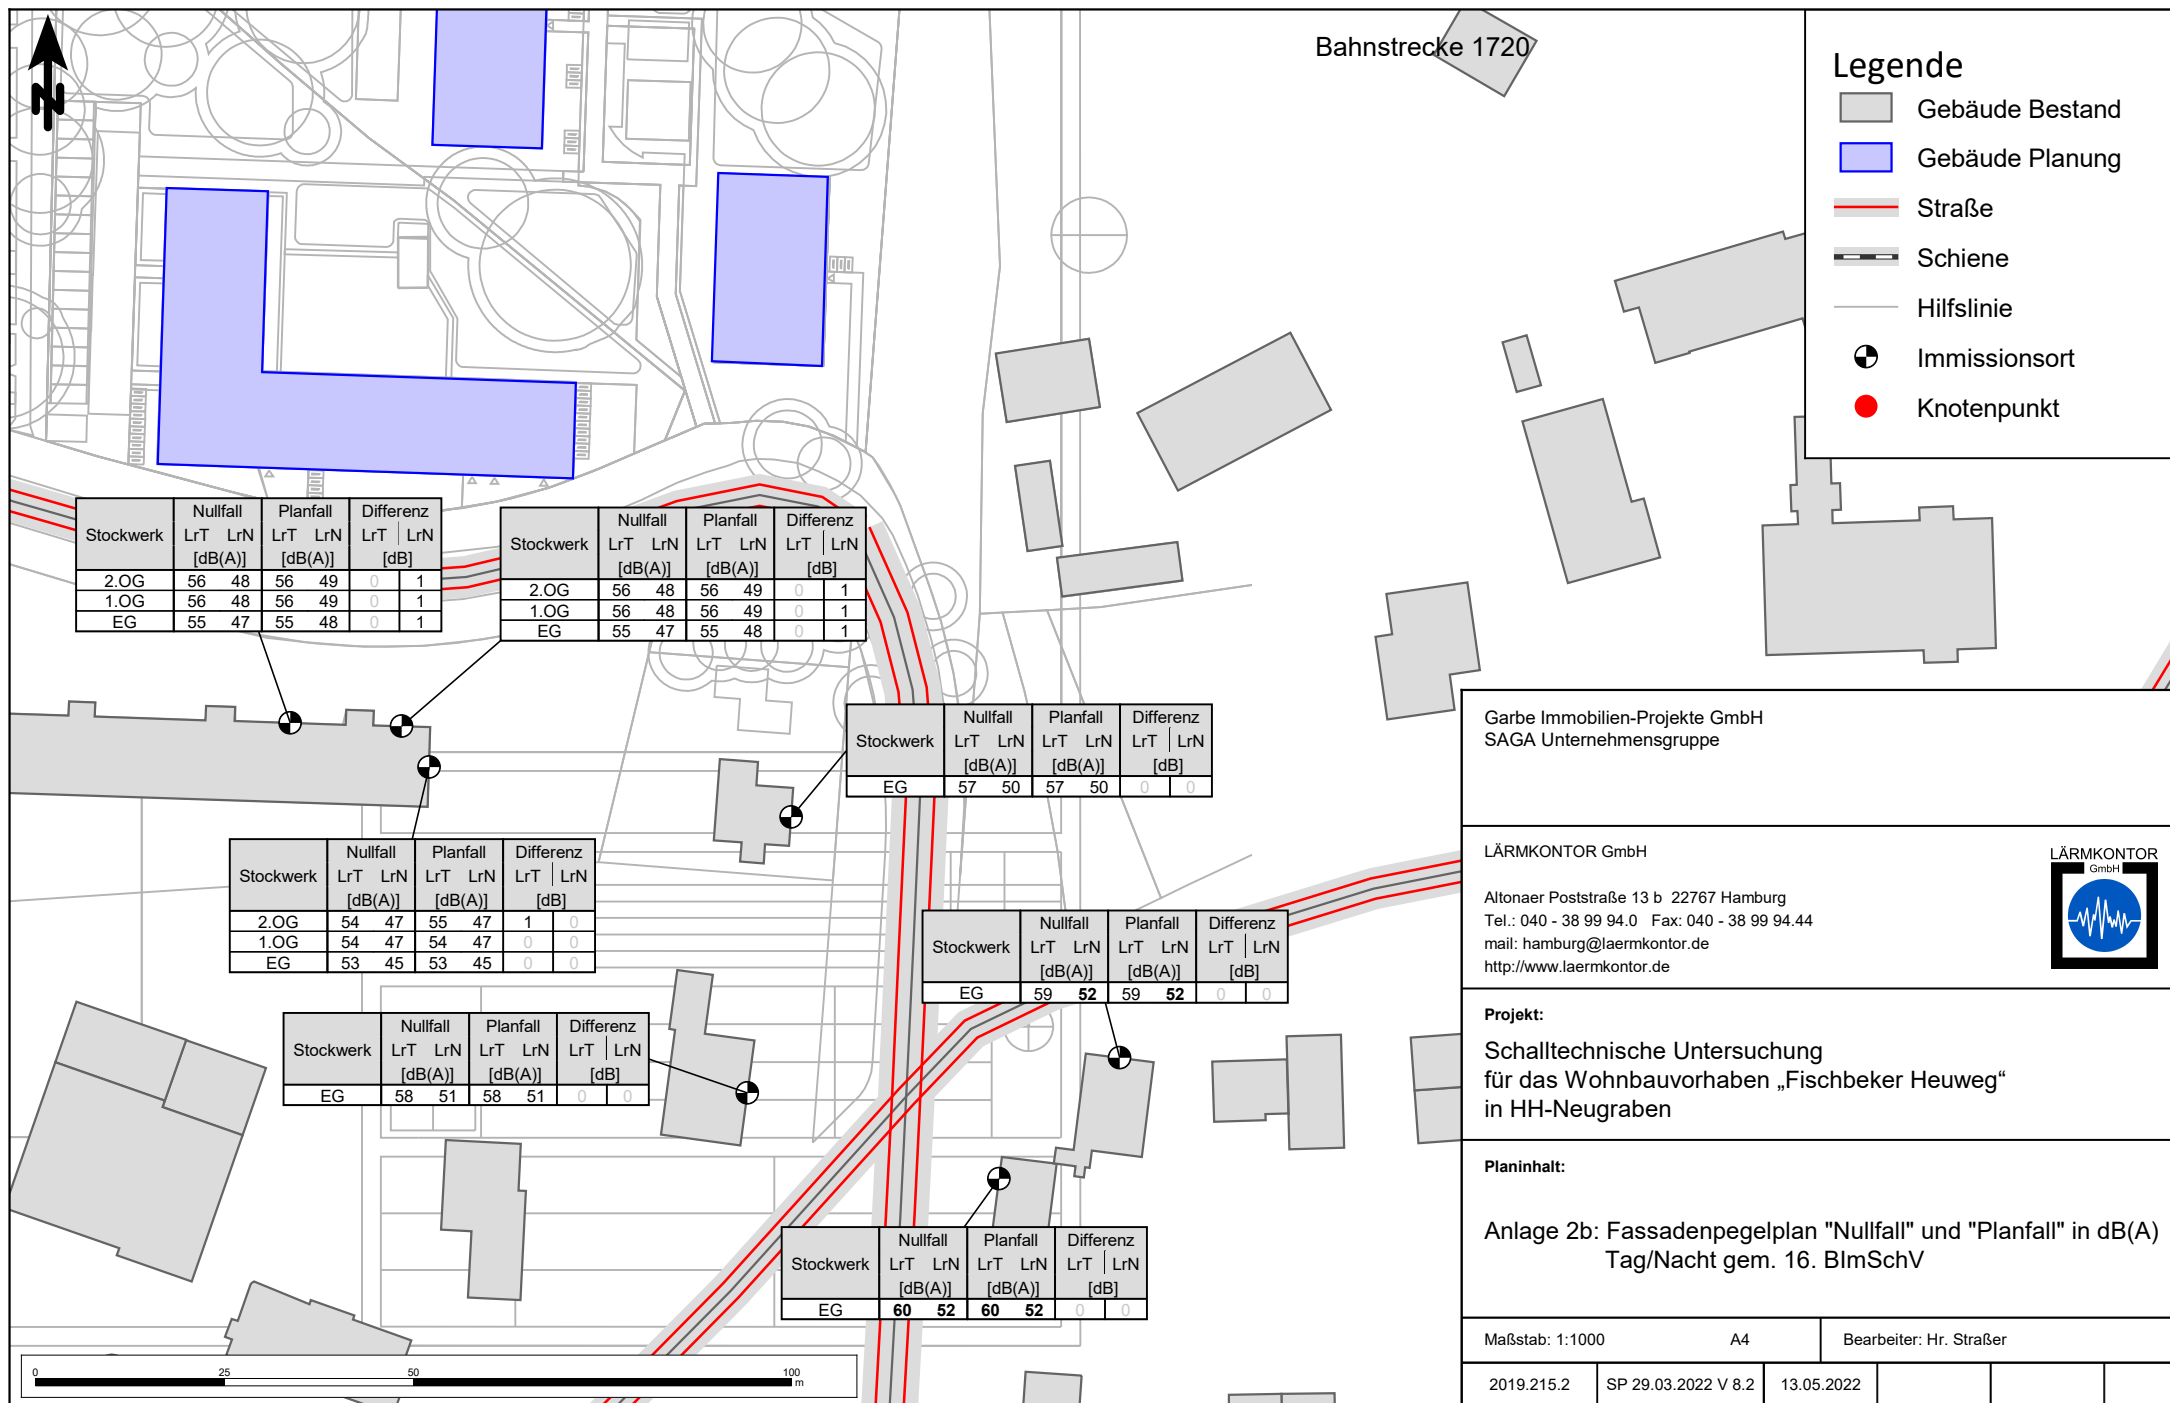 N
Bahnstrecke 1720
Legende
Gebäude Bestand
Gebäude Planung
Straße
Schiene
Hilfslinie
Immissionsort
Knotenpunkt
Stockwerk Nullfall Planfall Differenz
LrT LrN LrT LrN LrT LrN
[dB(A)] [dB(A)] [dB]
2.OG 56 48 56 49 0 1
1.OG 56 48 56 49 0 1
EG 55 47 55 48 0 1
Stockwerk Nullfall Planfall Differenz
LrT LrN LrT LrN LrT LrN
[dB(A)] [dB(A)] [dB]
2.OG 56 48 56 49 0 1
1.OG 56 48 56 49 0 1
EG 55 47 55 48 0 1
Stockwerk Nullfall Planfall Differenz
LrT LrN LrT LrN LrT LrN
[dB(A)] [dB(A)] [dB]
EG 57 50 57 50 0 0
Stockwerk Nullfall Planfall Differenz
LrT LrN LrT LrN LrT LrN
[dB(A)] [dB(A)] [dB]
2.OG 54 47 55 47 1 0
1.OG 54 47 54 47 0 0
EG 53 45 53 45 0 0
Stockwerk Nullfall Planfall Differenz
LrT LrN LrT LrN LrT LrN
[dB(A)] [dB(A)] [dB]
EG 59 52 59 52 0 0
Stockwerk Nullfall Planfall Differenz
LrT LrN LrT LrN LrT LrN
[dB(A)] [dB(A)] [dB]
EG 58 51 58 51 0 0
Stockwerk Nullfall Planfall Differenz
LrT LrN LrT LrN LrT LrN
[dB(A)] [dB(A)] [dB]
EG 60 52 60 52 0 0
0 25 50 100
m
Garbe Immobilien-Projekte GmbH
SAGA Unternehmensgruppe
LÄRMKONTOR GmbH
Altonaer Poststraße 13 b 22767 Hamburg
Tel.: 040 - 38 99 94.0 Fax: 040 - 38 99 94.44
mail: hamburg@laermkontor.de
http://www.laermkontor.de
LÄRMKONTOR
GmbH
Projekt:
Schalltechnische Untersuchung
für das Wohnbauvorhaben „Fischbeker Heuweg“
in HH-Neugraben
Planinhalt:
Anlage 2b: Fassadenpegelplan "Nullfall" und "Planfall" in dB(A)
Tag/Nacht gem. 16. BImSchV
Maßstab: 1:1000 A4 Bearbeiter: Hr. Straßer
2019.215.2 SP 29.03.2022 V 8.2 13.05.2022